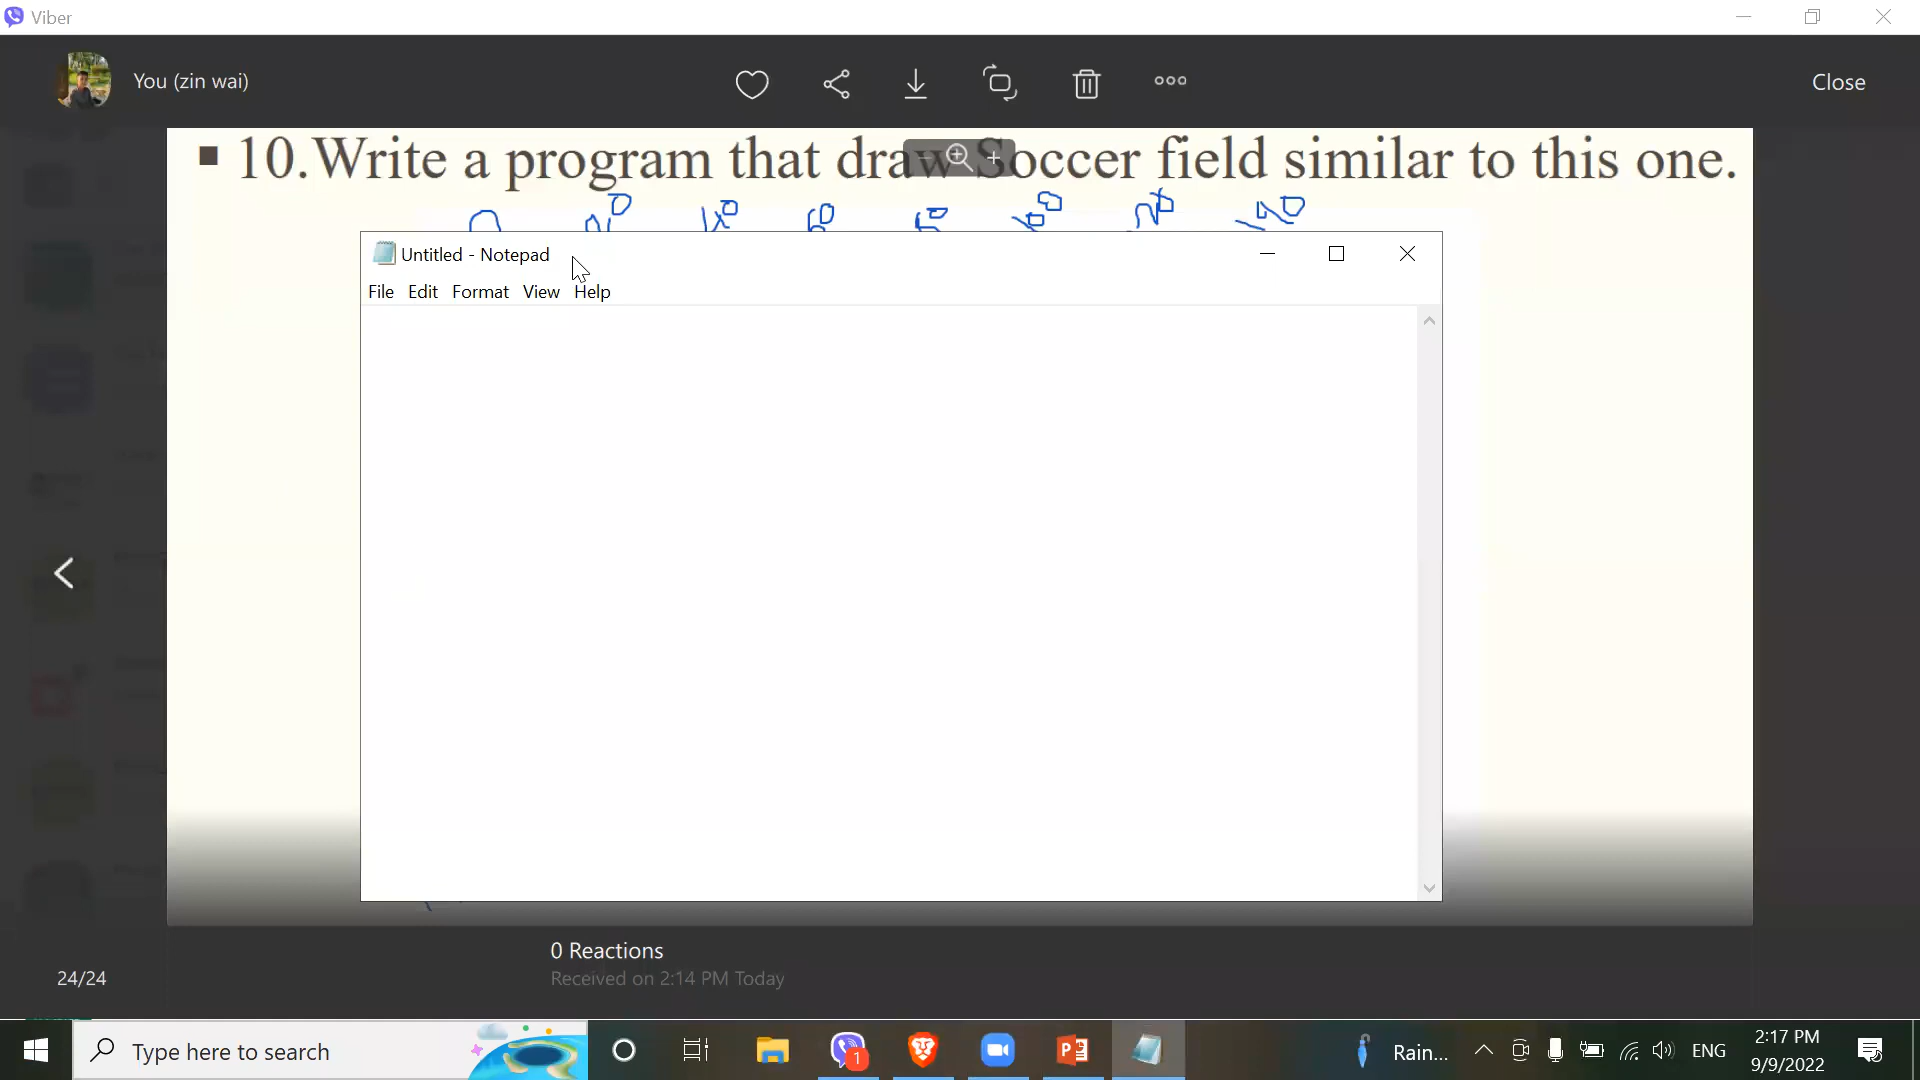 Viber
You (zin wai)
Close
▪ 10.Write a program that draw Soccer field similar to this one.
Untitled - Notepad
File Edit Format View Help
0 Reactions
24/24
Received on 2:14 PM Today
Type here to search
1
Rain...
ENG
2:17 PM
9/9/2022